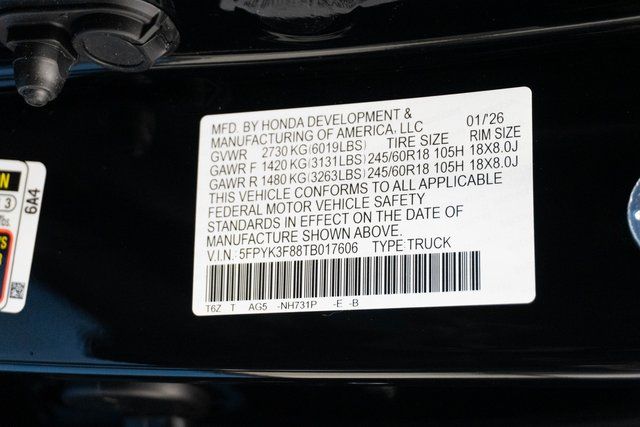 MFD. BY HONDA DEVELOPMENT &
MANUFACTURING OF AMERICA, LLC 01/'26
GVWR 2730 KG(6019LBS) TIRE SIZE RIM SIZE
GAWR F 1420 KG(3131LBS) 245/60R18 105H 18X8.0J
GAWR R 1480 KG(3263LBS) 245/60R18 105H 18X8.0J
THIS VEHICLE CONFORMS TO ALL APPLICABLE
FEDERAL MOTOR VEHICLE SAFETY
STANDARDS IN EFFECT ON THE DATE OF
MANUFACTURE SHOWN ABOVE.
V.I.N.: 5FPYK3F88TB017606 TYPE:TRUCK
T6Z T AG5 -NH731P -E -B
6A4